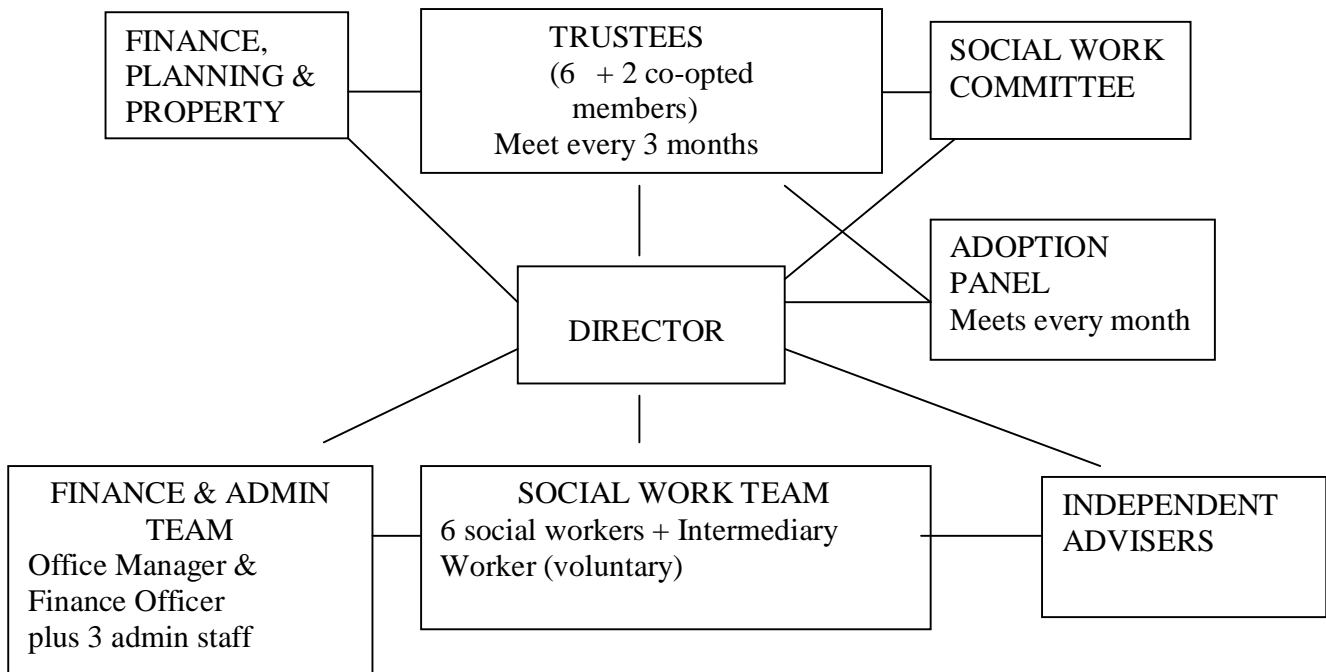 FINANCE,
PLANNING &
PROPERTY
TRUSTEES
(6 + 2 co-opted
members)
Meet every 3 months
SOCIAL WORK
COMMITTEE
ADOPTION
PANEL
Meets every month
DIRECTOR
FINANCE & ADMIN
TEAM
Office Manager &
Finance Officer
plus 3 admin staff
SOCIAL WORK TEAM
6 social workers + Intermediary
Worker (voluntary)
INDEPENDENT
ADVISERS